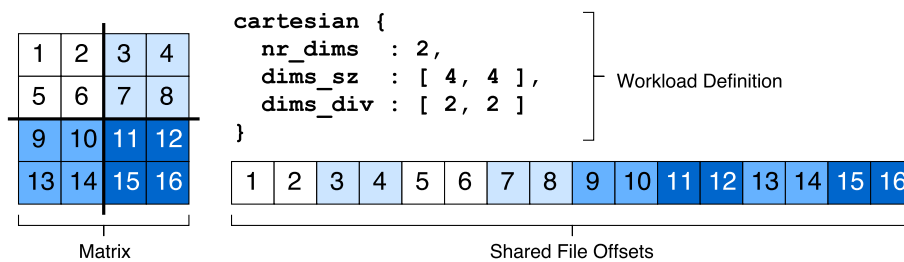 cartesian {
nr_dims : 2,
dims_sz : [ 4, 4 ],
dims_div : [ 2, 2 ]
}
Workload Definition
1 2 3 4
5 6 7 8
9 10 11 12
13 14 15 16
Matrix
1 2 3 4 5 6 7 8 9 10 11 12 13 14 15 16
Shared File Offsets